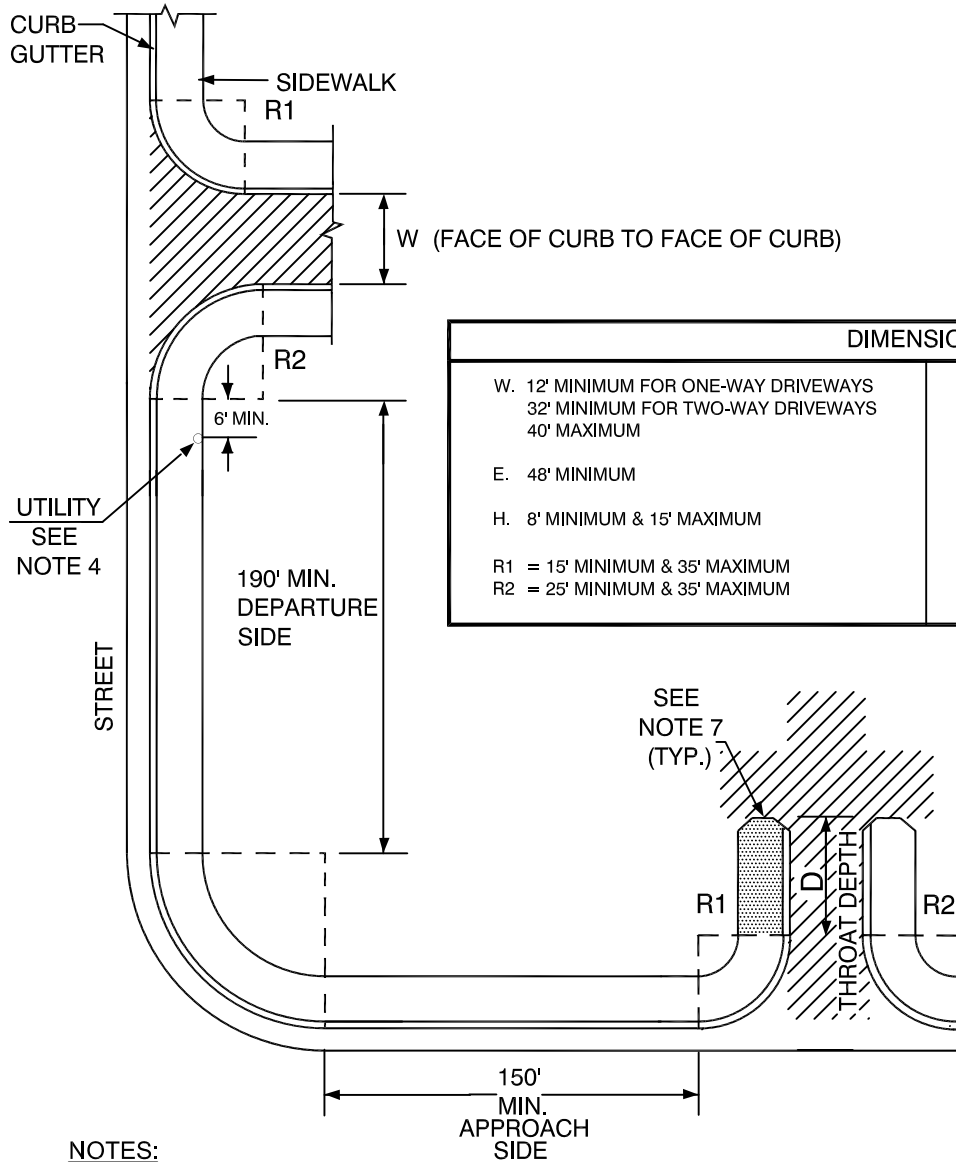 CURB
GUTTER
SIDEWALK
R1
W (FACE OF CURB TO FACE OF CURB)
R2
6' MIN.
UTILITY
SEE
NOTE 4
190' MIN.
DEPARTURE
SIDE
STREET
DIMENSIO
W. 12' MINIMUM FOR ONE-WAY DRIVEWAYS
32' MINIMUM FOR TWO-WAY DRIVEWAYS
40' MAXIMUM
E. 48' MINIMUM
H. 8' MINIMUM & 15' MAXIMUM
R1 = 15' MINIMUM & 35' MAXIMUM
R2 = 25' MINIMUM & 35' MAXIMUM
SEE
NOTE 7
(TYP.)
R1
D
THROAT DEPTH
R2
150'
MIN.
APPROACH
SIDE
NOTES: